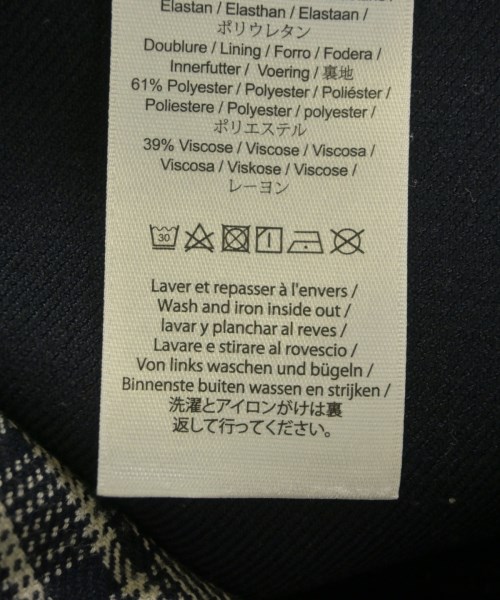 Elastan / Elasthan / Elastaan /
ポリウレタン
Doublure / Lining / Forro / Fodera /
Innerfutter / Voering / 裏地
61% Polyester / Polyester / Poliéster /
Poliestere / Polyester / polyester /
ポリエステル
39% Viscose / Viscose / Viscosa /
Viscosa / Viskose / Viscose /
レーヨン
30
Laver et repasser à l'envers /
Wash and iron inside out /
lavar y planchar al reves /
Lavare e stirare al rovescio /
Von links waschen und bügeln /
Binnenste buiten wassen en strijken /
洗濯とアイロンがけは裏
返して行ってください。